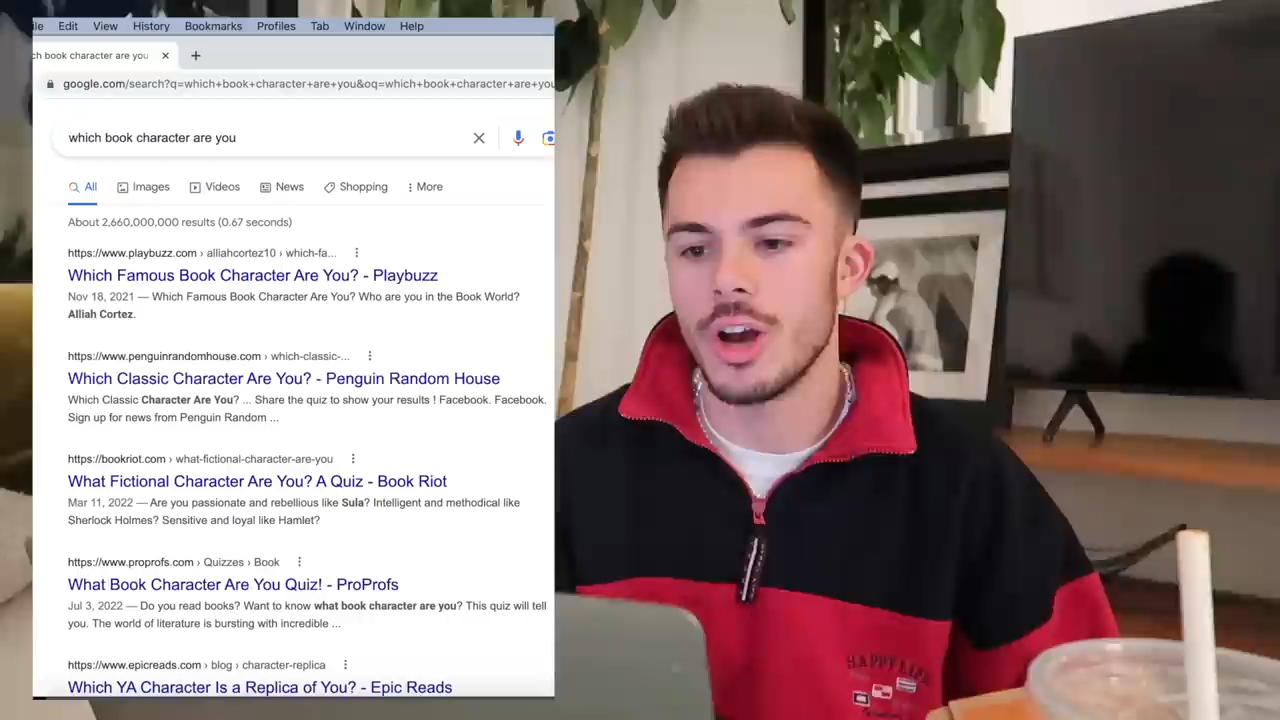 ile Edit View History Bookmarks Profiles Tab Window Help
ch book character are you
google.com/search?q=which+book+character+are+you&oq=which+book+character+are+you
which book character are you
All Images Videos News Shopping More
About 2,660,000,000 results (0.67 seconds)
https://www.playbuzz.com › alliahcortez10 › which-fa...
Which Famous Book Character Are You? - Playbuzz
Nov 18, 2021 — Which Famous Book Character Are You? Who are you in the Book World?
Alliah Cortez.
https://www.penguinrandomhouse.com › which-classic-...
Which Classic Character Are You? - Penguin Random House
Which Classic Character Are You? ... Share the quiz to show your results ! Facebook. Facebook.
Sign up for news from Penguin Random ...
https://bookriot.com › what-fictional-character-are-you
What Fictional Character Are You? A Quiz - Book Riot
Mar 11, 2022 — Are you passionate and rebellious like Sula? Intelligent and methodical like
Sherlock Holmes? Sensitive and loyal like Hamlet?
https://www.proprofs.com › Quizzes › Book
What Book Character Are You Quiz! - ProProfs
Jul 3, 2022 — Do you read books? Want to know what book character are you? This quiz will tell
you. The world of literature is bursting with incredible ...
https://www.epicreads.com › blog › character-replica
Which YA Character Is a Replica of You? - Epic Reads
HAPPY LIFE